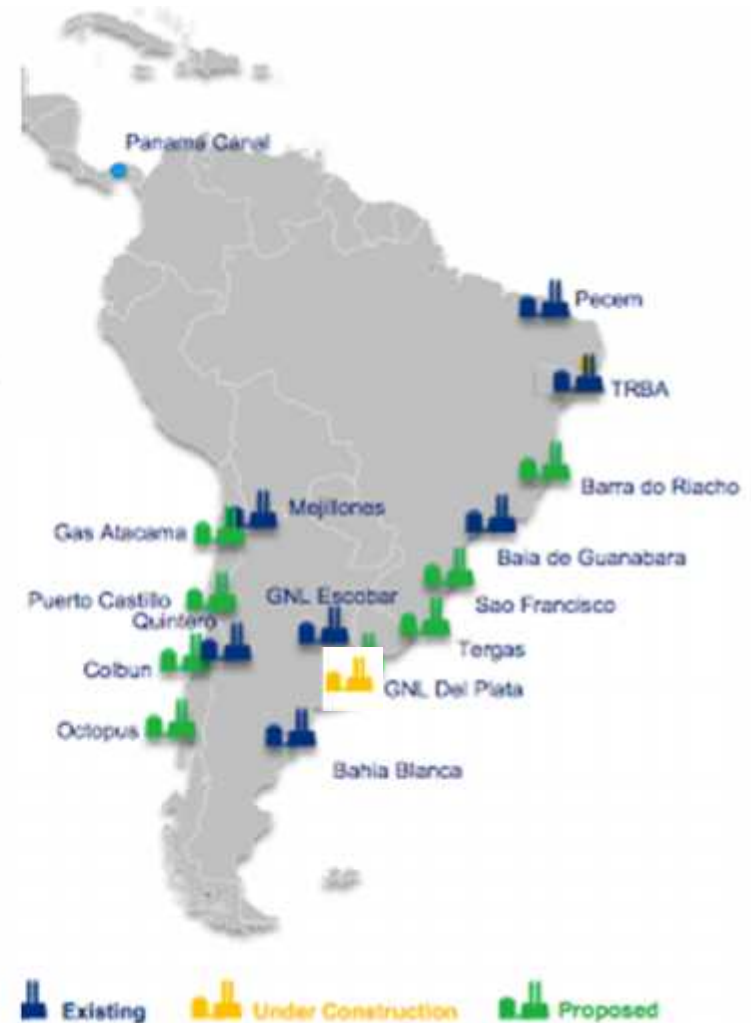 Panama Canal
Pecem
TRBA
Barra do Riacho
Mejillones
Gas Atacama
Baia de Guanabara
Puerto Castillo
GNL Escobar
Sao Francisco
Quintero
Tergas
Colbun
GNL Del Plata
Octopus
Bahia Blanca
Existing
Under Construction
Proposed